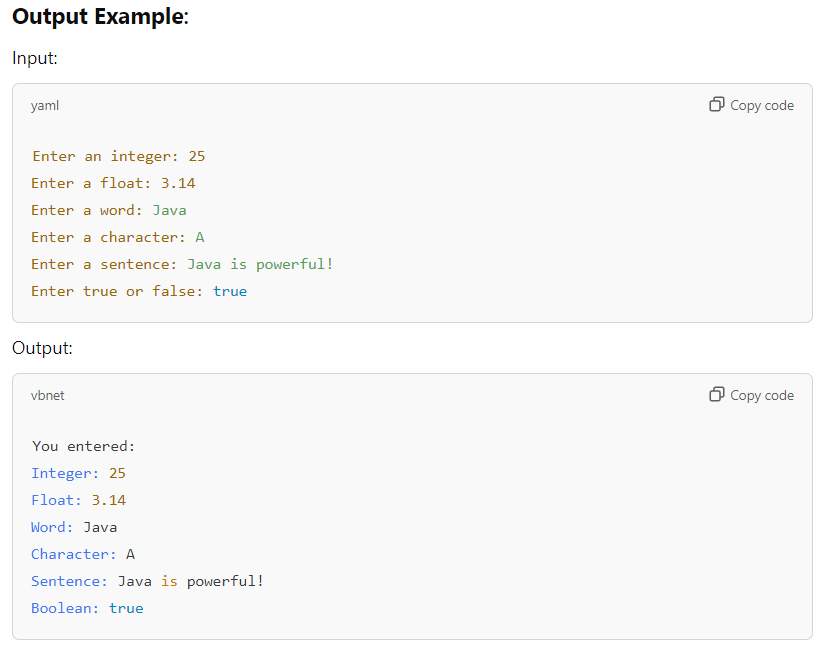 Output Example:
Input:
yaml
Copy code
Enter an integer: 25
Enter a float: 3.14
Enter a word: Java
Enter a character: A
Enter a sentence: Java is powerful!
Enter true or false: true
Output:
vbnet
Copy code
You entered:
Integer: 25
Float: 3.14
Word: Java
Character: A
Sentence: Java is powerful!
Boolean: true